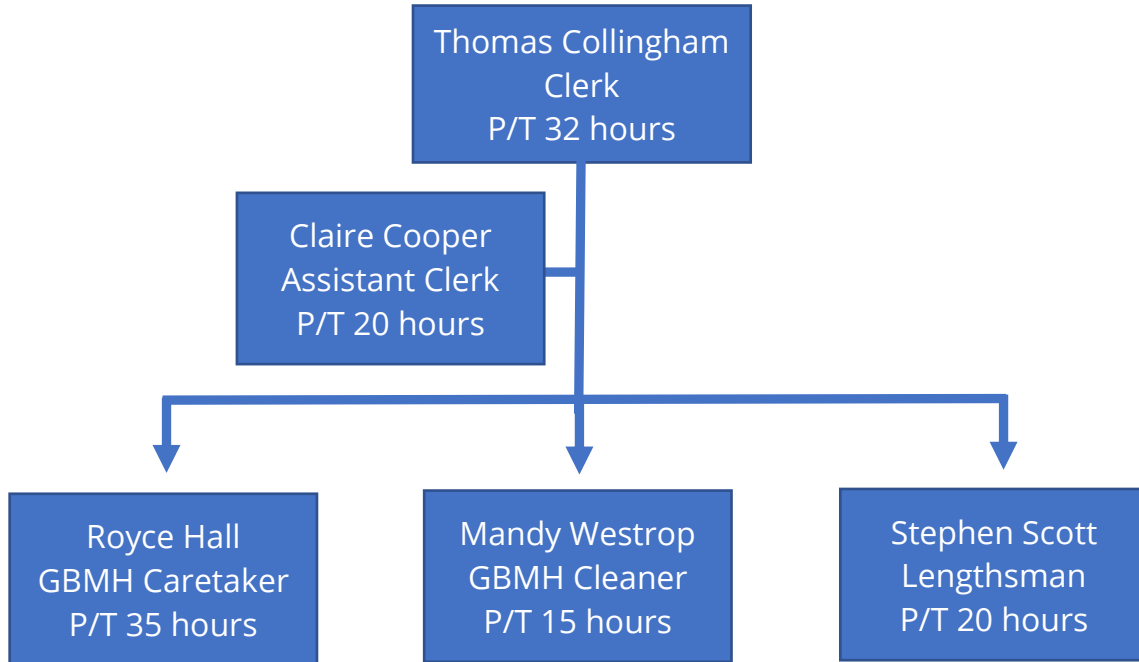 Thomas Collingham
Clerk
P/T 32 hours
Claire Cooper
Assistant Clerk
P/T 20 hours
Royce Hall
GBMH Caretaker
P/T 35 hours
Mandy Westrop
GBMH Cleaner
P/T 15 hours
Stephen Scott
Lengthsman
P/T 20 hours